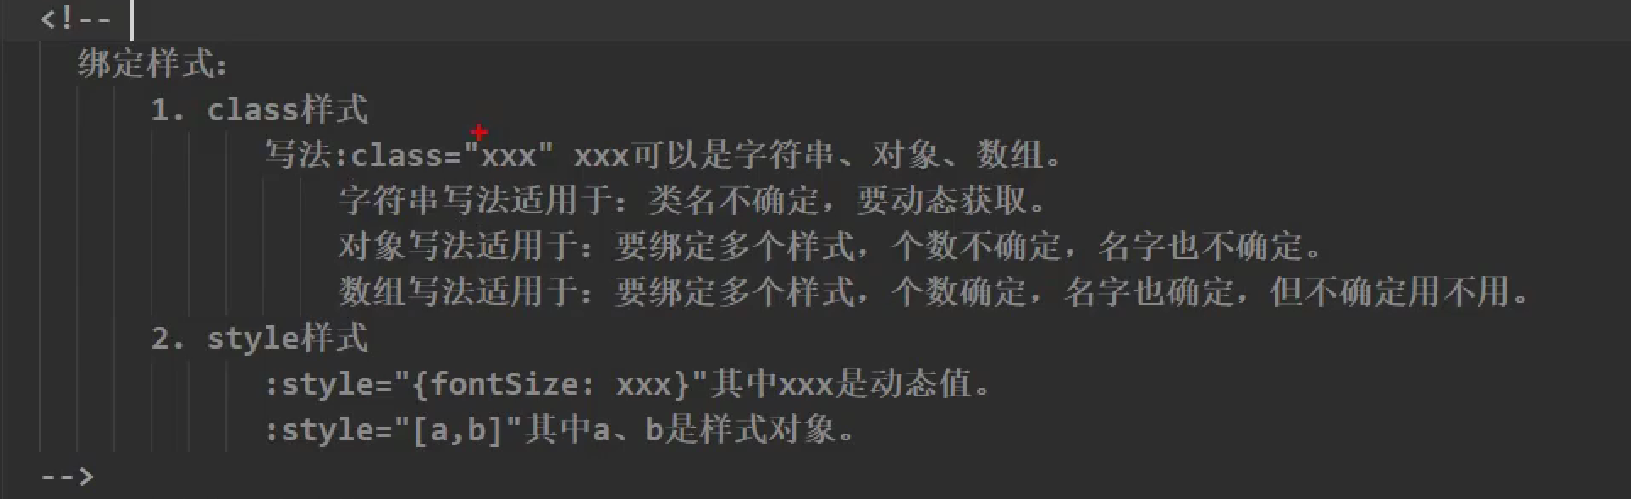 <!--
绑定样式：
1. class样式
写法:class="xxx" xxx可以是字符串、对象、数组。
字符串写法适用于：类名不确定，要动态获取。
对象写法适用于：要绑定多个样式，个数不确定，名字也不确定。
数组写法适用于：要绑定多个样式，个数确定，名字也确定，但不确定用不用。
2. style样式
:style="{fontSize: xxx}"其中xxx是动态值。
:style="[a,b]"其中a、b是样式对象。
-->